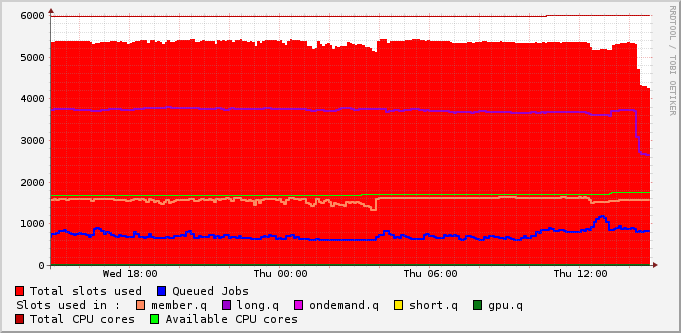 6000
5000
4000
3000
2000
1000
0
Wed 18:00 Thu 00:00 Thu 06:00 Thu 12:00
RRDTOOL / TOBI OETIKER
Total slots used Queued Jobs
Slots used in : member.q long.q ondemand.q short.q gpu.q
Total CPU cores Available CPU cores